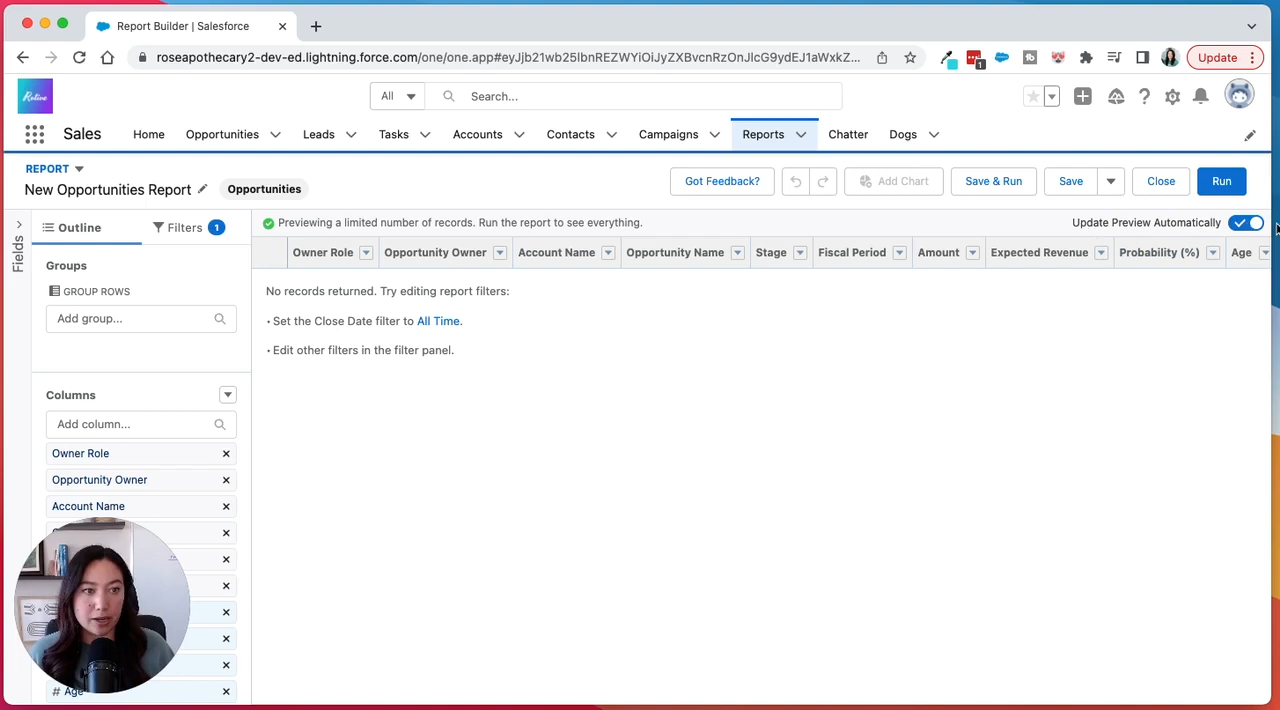 Report Builder | Salesforce
roseapothecary2-dev-ed.lightning.force.com/one/one.app#eyJjb21wb25lbnREZWYiOiJyZXBvcnRzOnJlcG9ydEJ1aWxkZ...
1
Update
Rative
All
Search...
Sales
Home
Opportunities
Leads
Tasks
Accounts
Contacts
Campaigns
Reports
Chatter
Dogs
REPORT
New Opportunities Report
Opportunities
Got Feedback?
Add Chart
Save & Run
Save
Close
Run
Fields
Outline
Filters
1
Previewing a limited number of records. Run the report to see everything.
Update Preview Automatically
Groups
GROUP ROWS
Add group...
Columns
Add column...
Owner Role
Opportunity Owner
Account Name
# Age
Owner Role
Opportunity Owner
Account Name
Opportunity Name
Stage
Fiscal Period
Amount
Expected Revenue
Probability (%)
Age
No records returned. Try editing report filters:
• Set the Close Date filter to All Time.
• Edit other filters in the filter panel.